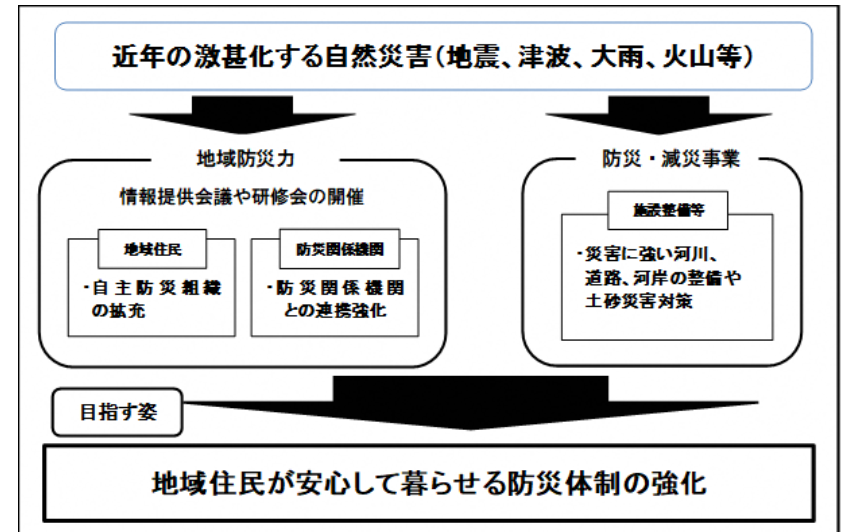 近年の激甚化する自然災害（地震、津波、大雨、火山等）
地域防災力
情報提供会議や研修会の開催
地域住民
・自主防災組織
の拡充
防災関係機関
・防災関係機関
との連携強化
防災・減災事業
施設整備等
・災害に強い河川、
道路、河岸の整備や
土砂災害対策
目指す姿
地域住民が安心して暮らせる防災体制の強化